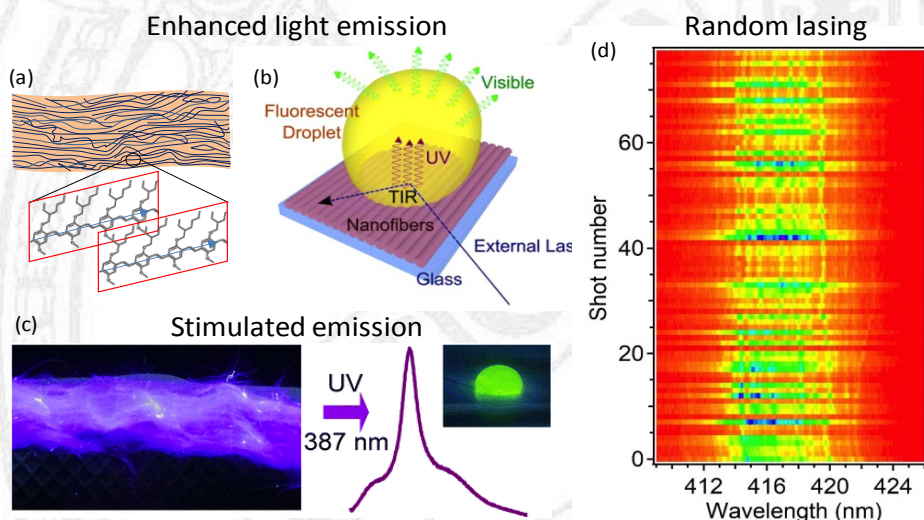 Enhanced light emission
Random lasing
(a)
(b)
Visible
Fluorescent
Droplet
UV
TIR
Nanofibers
External Las
Glass
(c)
Stimulated emission
UV
387 nm
(d)
Shot number
80
60
40
20
0
412
416
420
424
Wavelength (nm)